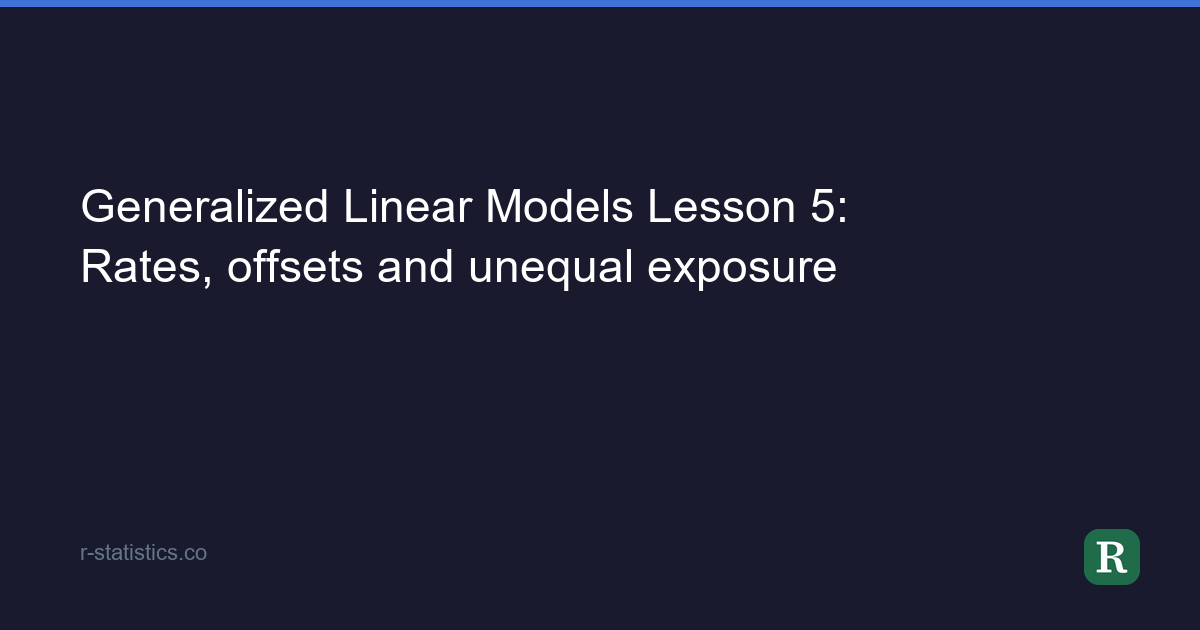 Generalized Linear Models Lesson 5:
Rates, offsets and unequal exposure
r-statistics.co
R